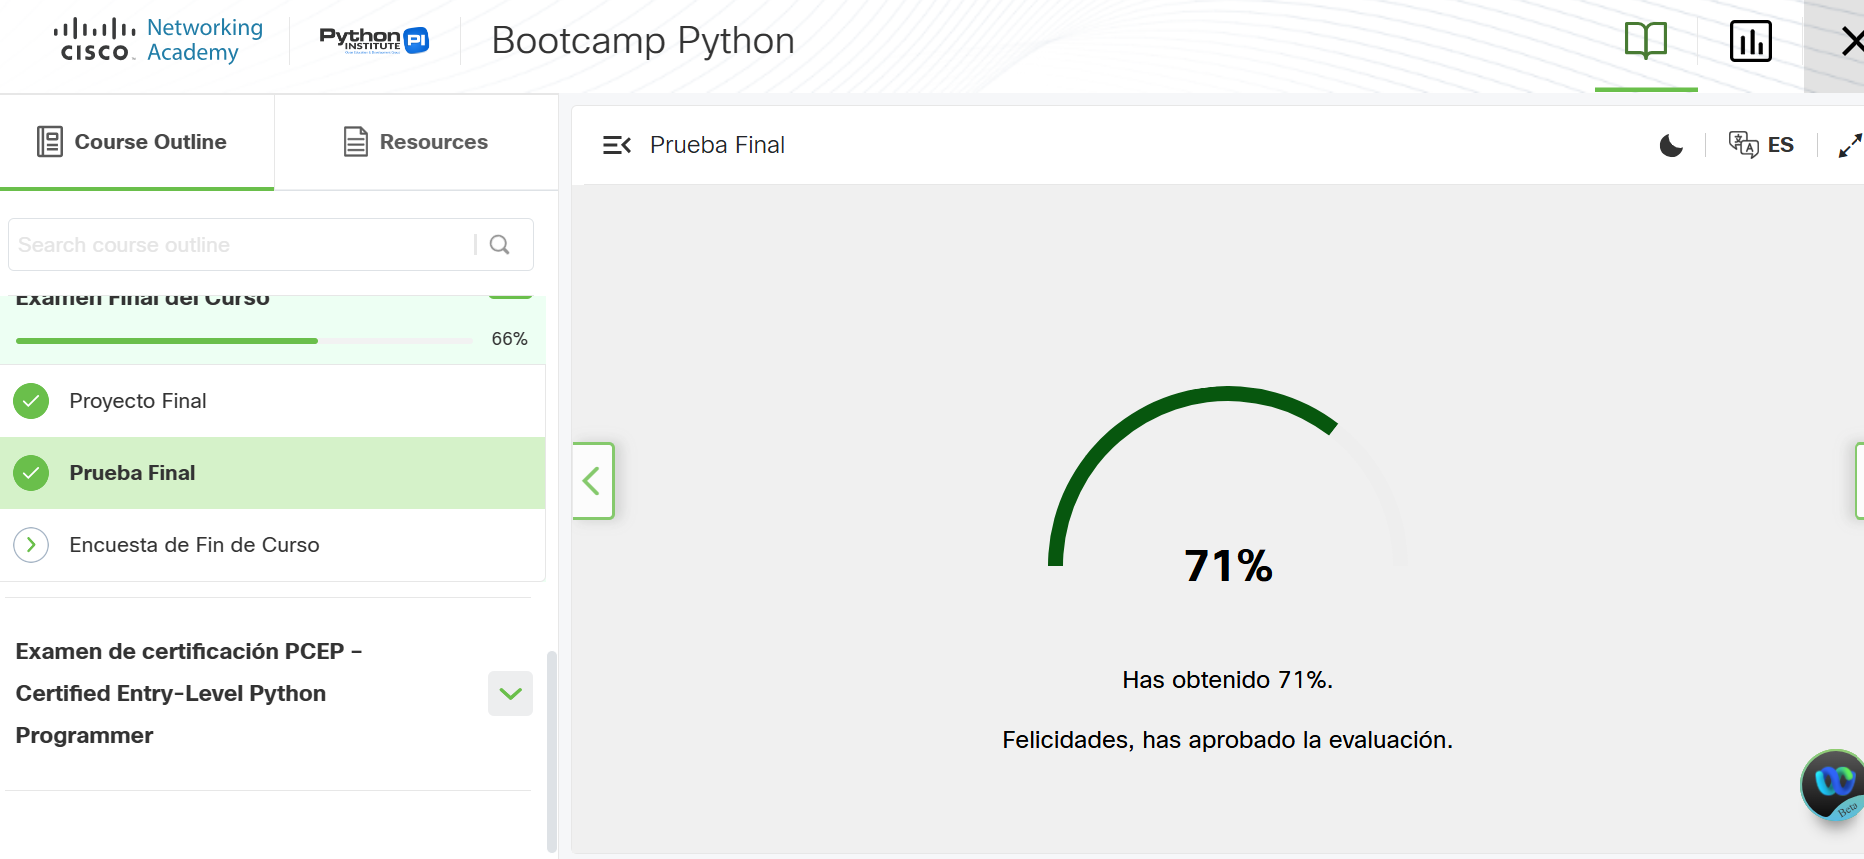 CISCO Networking Academy
Python INSTITUTE PI
Bootcamp Python
Course Outline
Resources
Search course outline
Examen Final del Curso
66%
Proyecto Final
Prueba Final
Encuesta de Fin de Curso
Examen de certificación PCEP –
Certified Entry-Level Python
Programmer
Prueba Final
ES
71%
Has obtenido 71%.
Felicidades, has aprobado la evaluación.
Beta